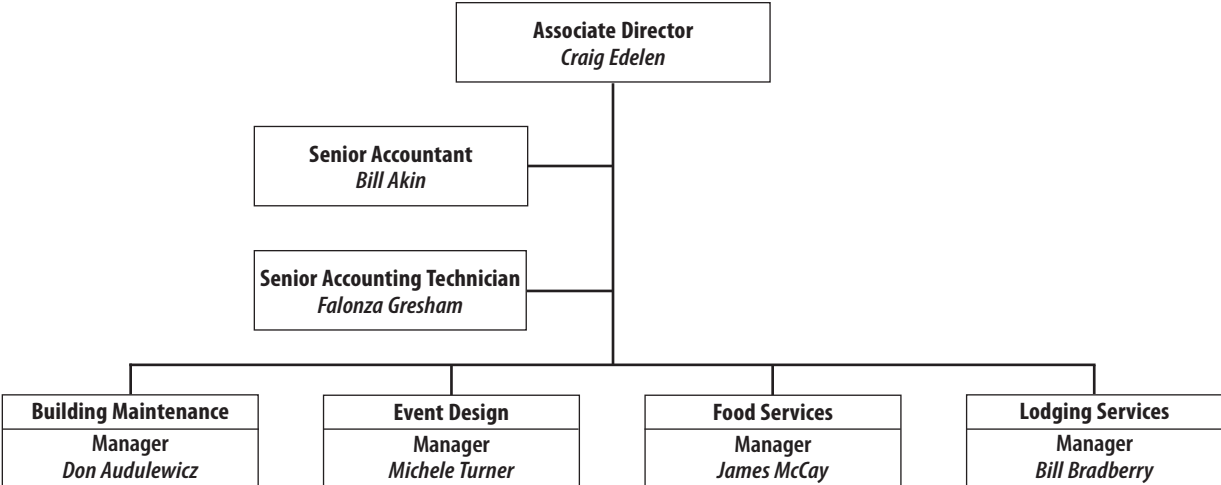 Associate Director
Craig Edelen
Senior Accountant
Bill Akin
Senior Accounting Technician
Falonza Gresham
Building Maintenance
Manager
Don Audulewicz
Event Design
Manager
Michele Turner
Food Services
Manager
James McCay
Lodging Services
Manager
Bill Bradberry